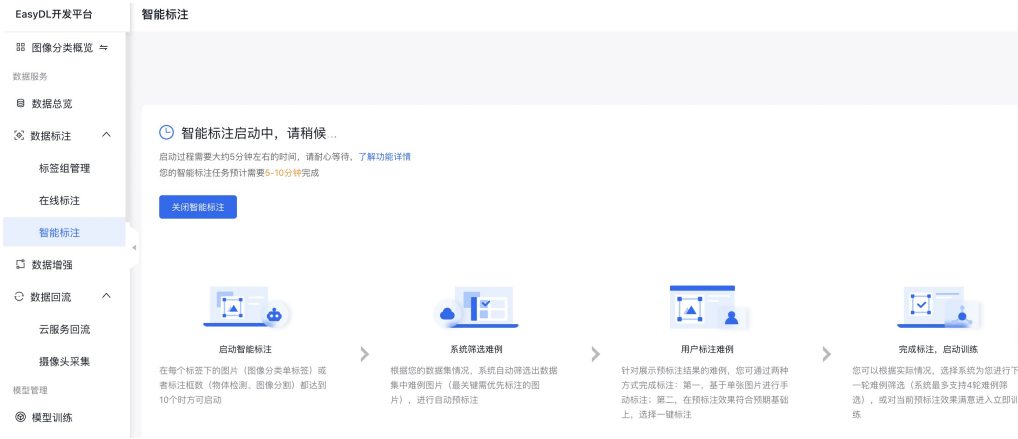 EasyDL开发平台
智能标注
图像分类概览
数据服务
数据总览
数据标注
标签组管理
在线标注
智能标注
数据增强
数据回流
云服务回流
摄像头采集
模型管理
模型训练
智能标注启动中，请稍候...
启动过程需要大约5分钟左右的时间，请耐心等待，了解功能详情
您的智能标注任务预计需要5-10分钟完成
关闭智能标注
启动智能标注
在每个标签下的图片（图像分类单标签）或
者标注框数（物体检测、图像分割）都达到
10个时方可启动
系统筛选难例
根据您的数据集情况，系统自动筛选出数据
集中难例图片（最关键需优先标注的图
片），进行自动预标注
用户标注难例
针对展示预标注结果的难例，您可通过两种
方式完成标注：第一，基于单张图片进行手
动标注；第二，在预标注效果符合预期基础
上，选择一键标注
完成标注，启动训练
您可以根据实际情况，选择系统为您进行下
一轮难例筛选（系统最多支持4轮难例筛
选），或对当前预标注效果满意进入立即训
练